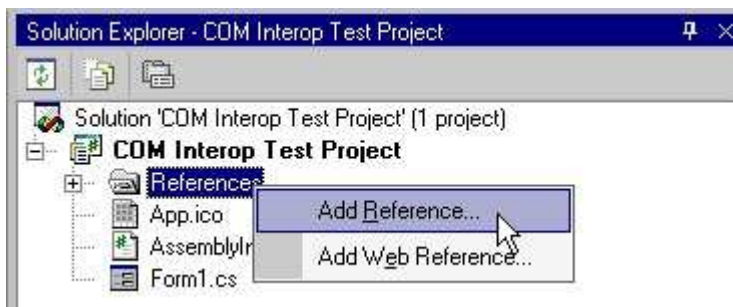 Solution Explorer - COM Interop Test Project
Solution 'COM Interop Test Project' (1 project)
COM Interop Test Project
References
Add Reference...
App.ico
AssemblyIn
Add Web Reference...
Form1.cs